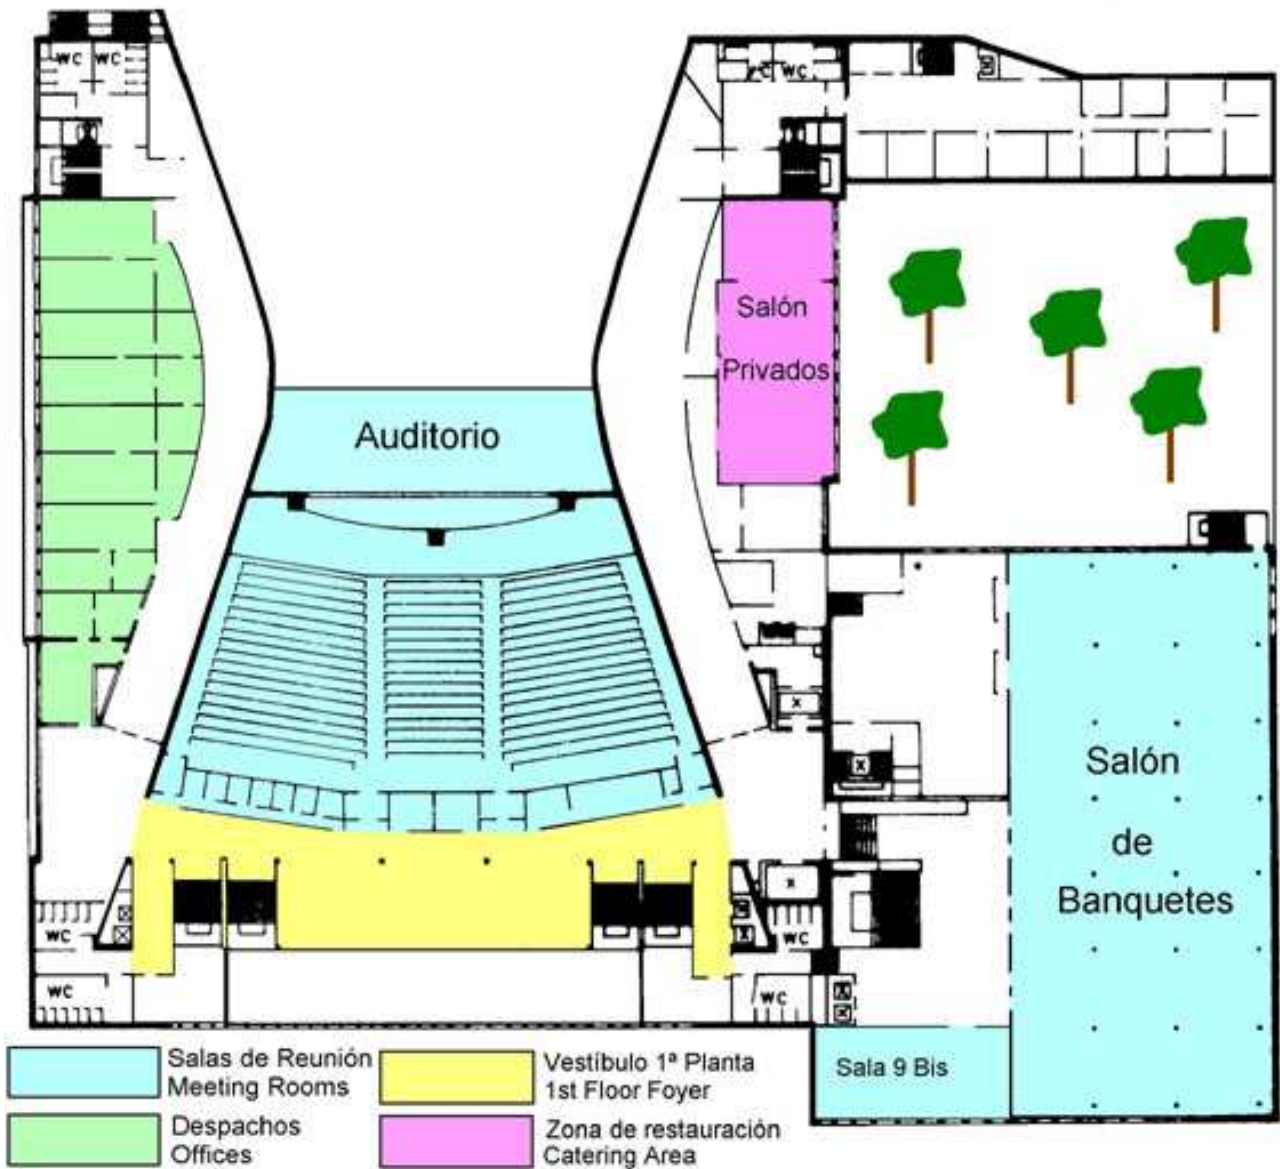 WC WC
WC WC
Salón
Privados
Auditorio
Salón
de
Banquetes
WC
WC
WC
WC
Sala 9 Bis
Salas de Reunión
Meeting Rooms
Vestíbulo 1ª Planta
1st Floor Foyer
Despachos
Offices
Zona de restauración
Catering Area